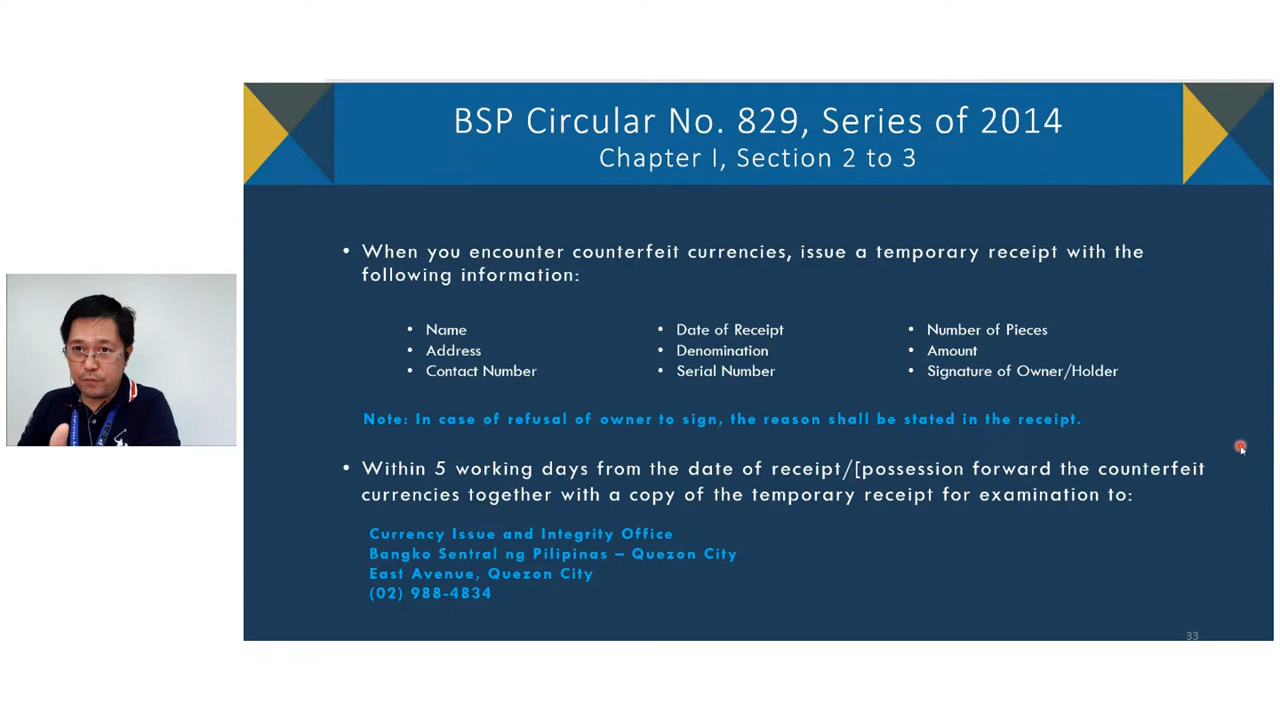 BSP Circular No. 829, Series of 2014
Chapter I, Section 2 to 3
• When you encounter counterfeit currencies, issue a temporary receipt with the
following information:
• Name
• Address
• Contact Number
• Date of Receipt
• Denomination
• Serial Number
• Number of Pieces
• Amount
• Signature of Owner/Holder
Note: In case of refusal of owner to sign, the reason shall be stated in the receipt.
• Within 5 working days from the date of receipt/[possession forward the counterfeit
currencies together with a copy of the temporary receipt for examination to:
Currency Issue and Integrity Office
Bangko Sentral ng Pilipinas – Quezon City
East Avenue, Quezon City
(02) 988-4834
33